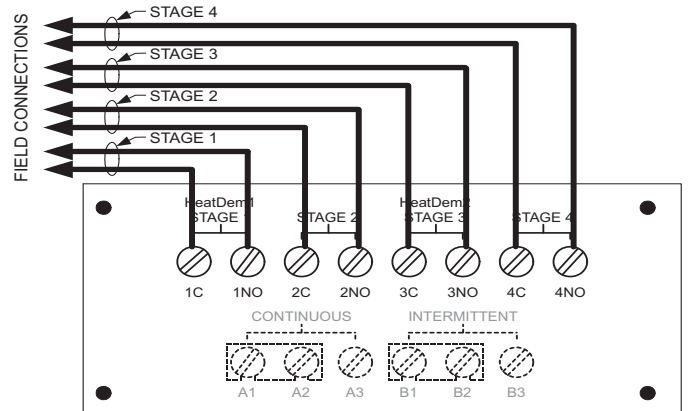 STAGE 4
STAGE 3
STAGE 2
STAGE 1
FIELD CONNECTIONS
HeatDem1
STAGE 1
STAGE 2
HeatDem2
STAGE 3
STAGE 4
1C 1NO 2C 2NO 3C 3NO 4C 4NO
CONTINUOUS INTERMITTENT
A1 A2 A3 B1 B2 B3